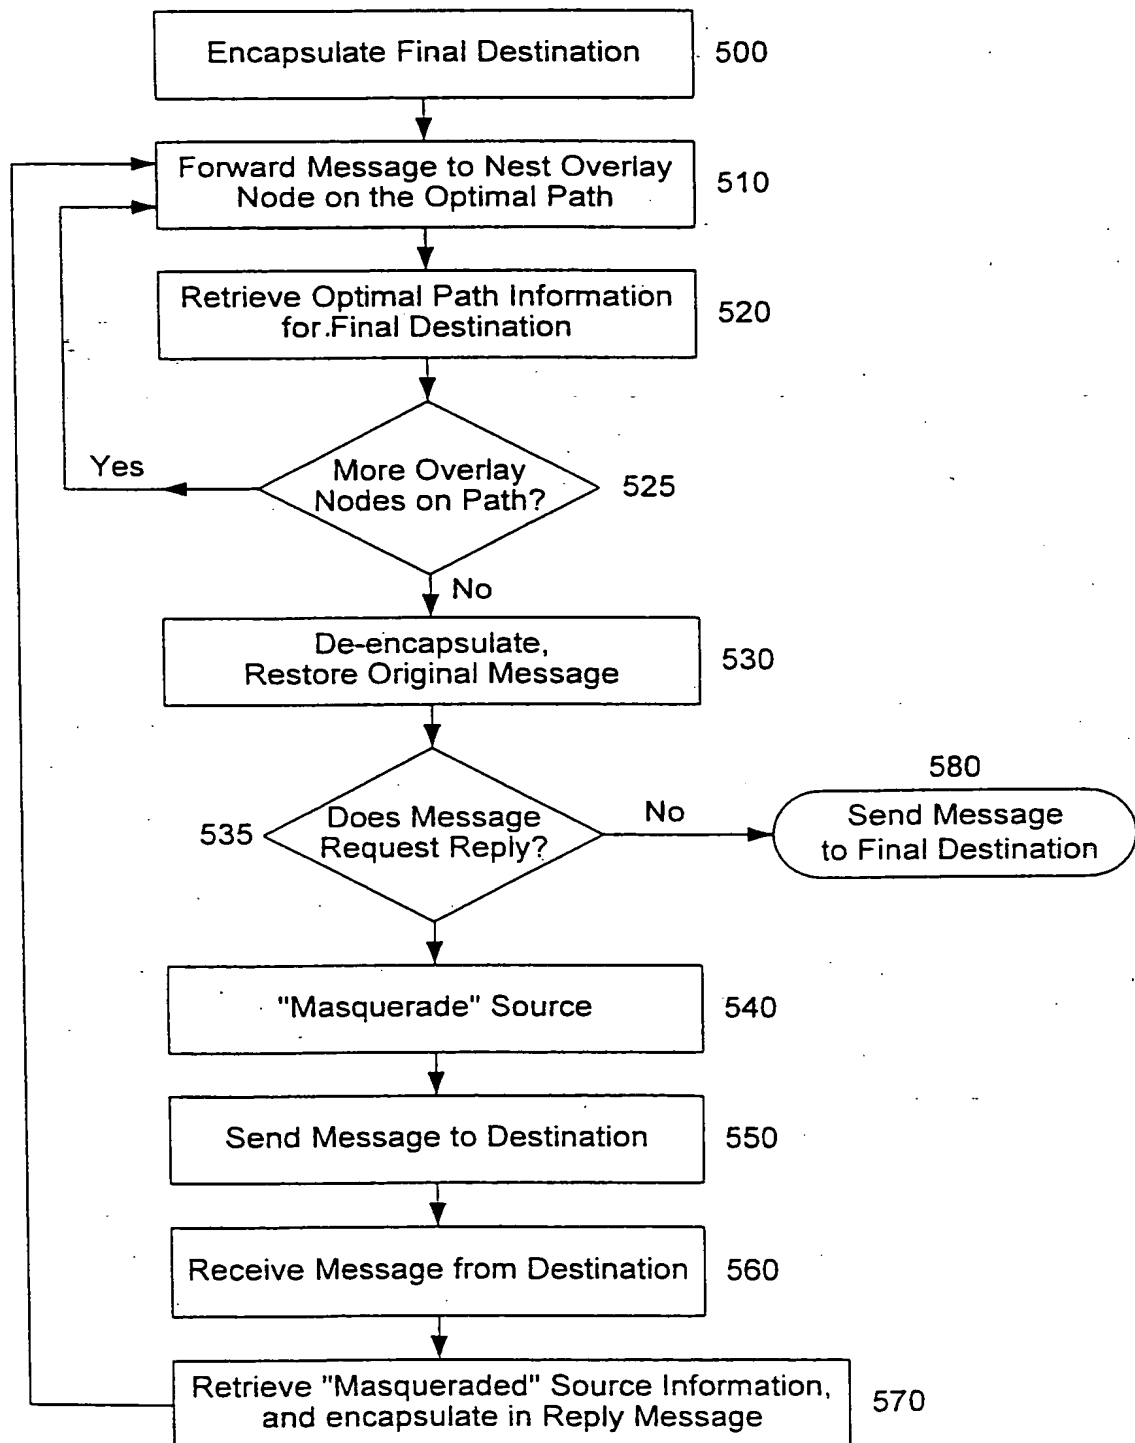 Encapsulate Final Destination
500
Forward Message to Nest Overlay
Node on the Optimal Path
510
Retrieve Optimal Path Information
for Final Destination
520
Yes
More Overlay
Nodes on Path?
525
No
De-encapsulate,
Restore Original Message
530
580
535
Does Message
Request Reply?
No
Send Message
to Final Destination
"Masquerade" Source
540
Send Message to Destination
550
Receive Message from Destination
560
Retrieve "Masqueraded" Source Information,
and encapsulate in Reply Message
570